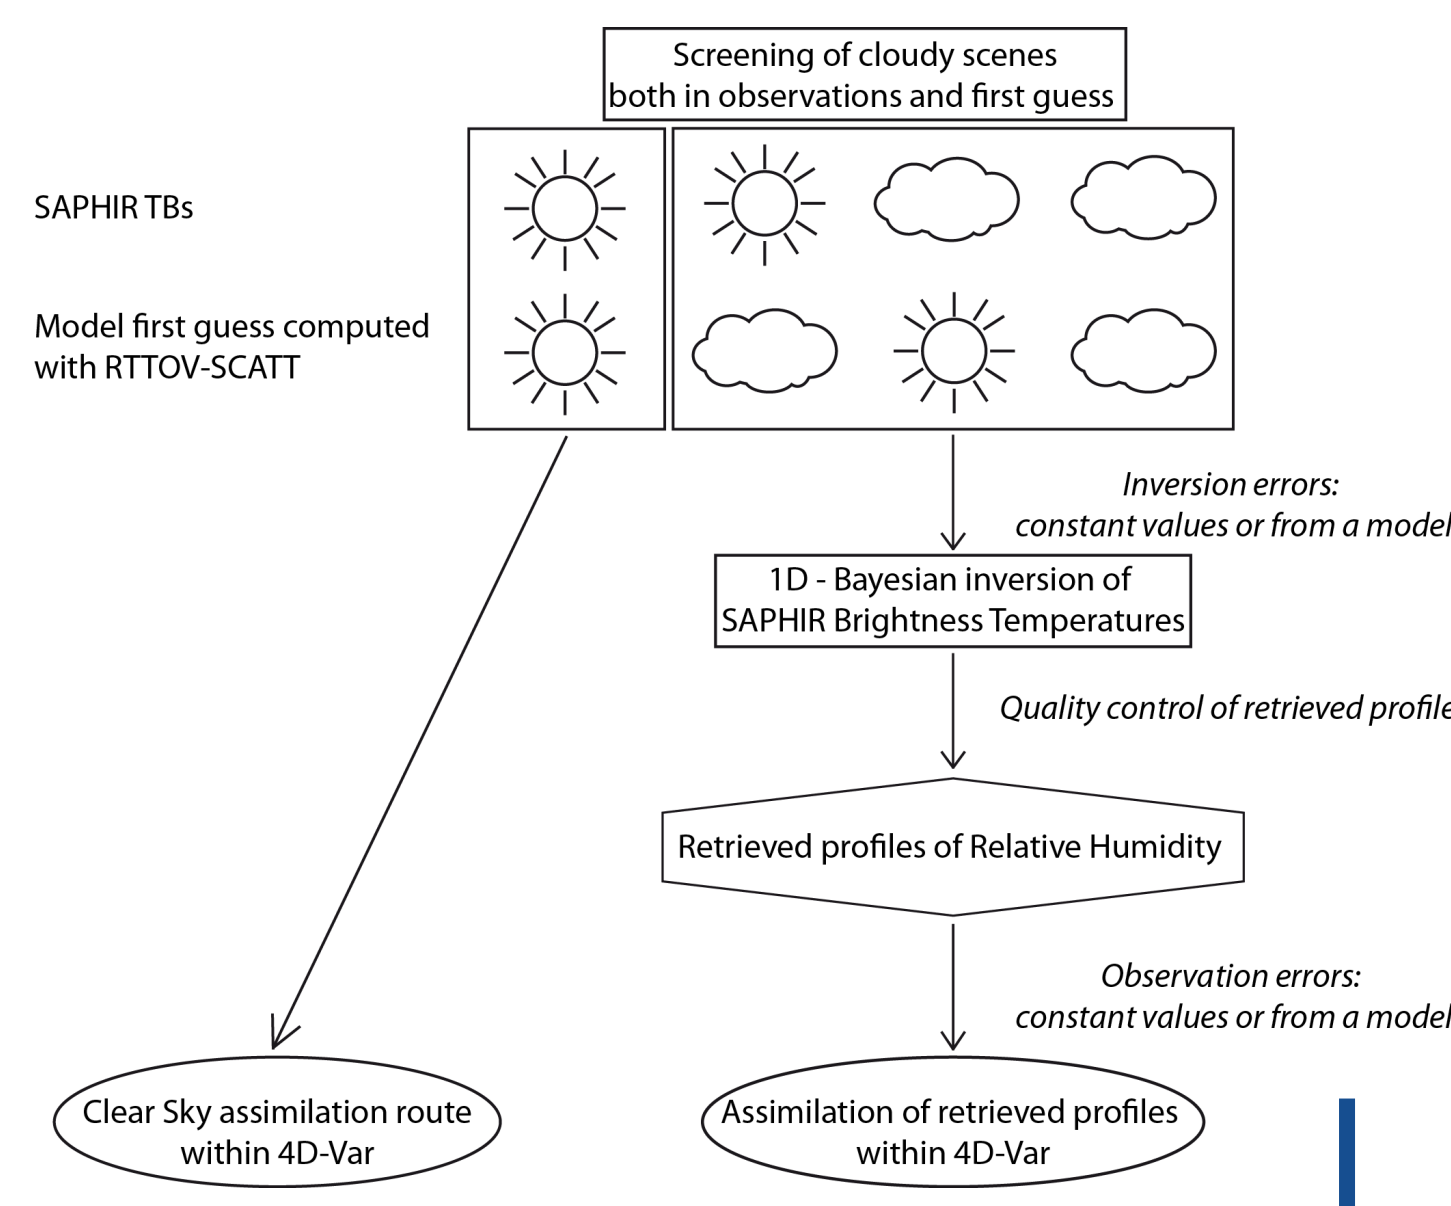 Screening of cloudy scenes
both in observations and first guess
SAPHIR TBs
Model first guess computed
with RTTOV-SCATT
Inversion errors:
constant values or from a model
1D - Bayesian inversion of
SAPHIR Brightness Temperatures
Quality control of retrieved profile
Retrieved profiles of Relative Humidity
Observation errors:
constant values or from a model
Clear Sky assimilation route
within 4D-Var
Assimilation of retrieved profiles
within 4D-Var